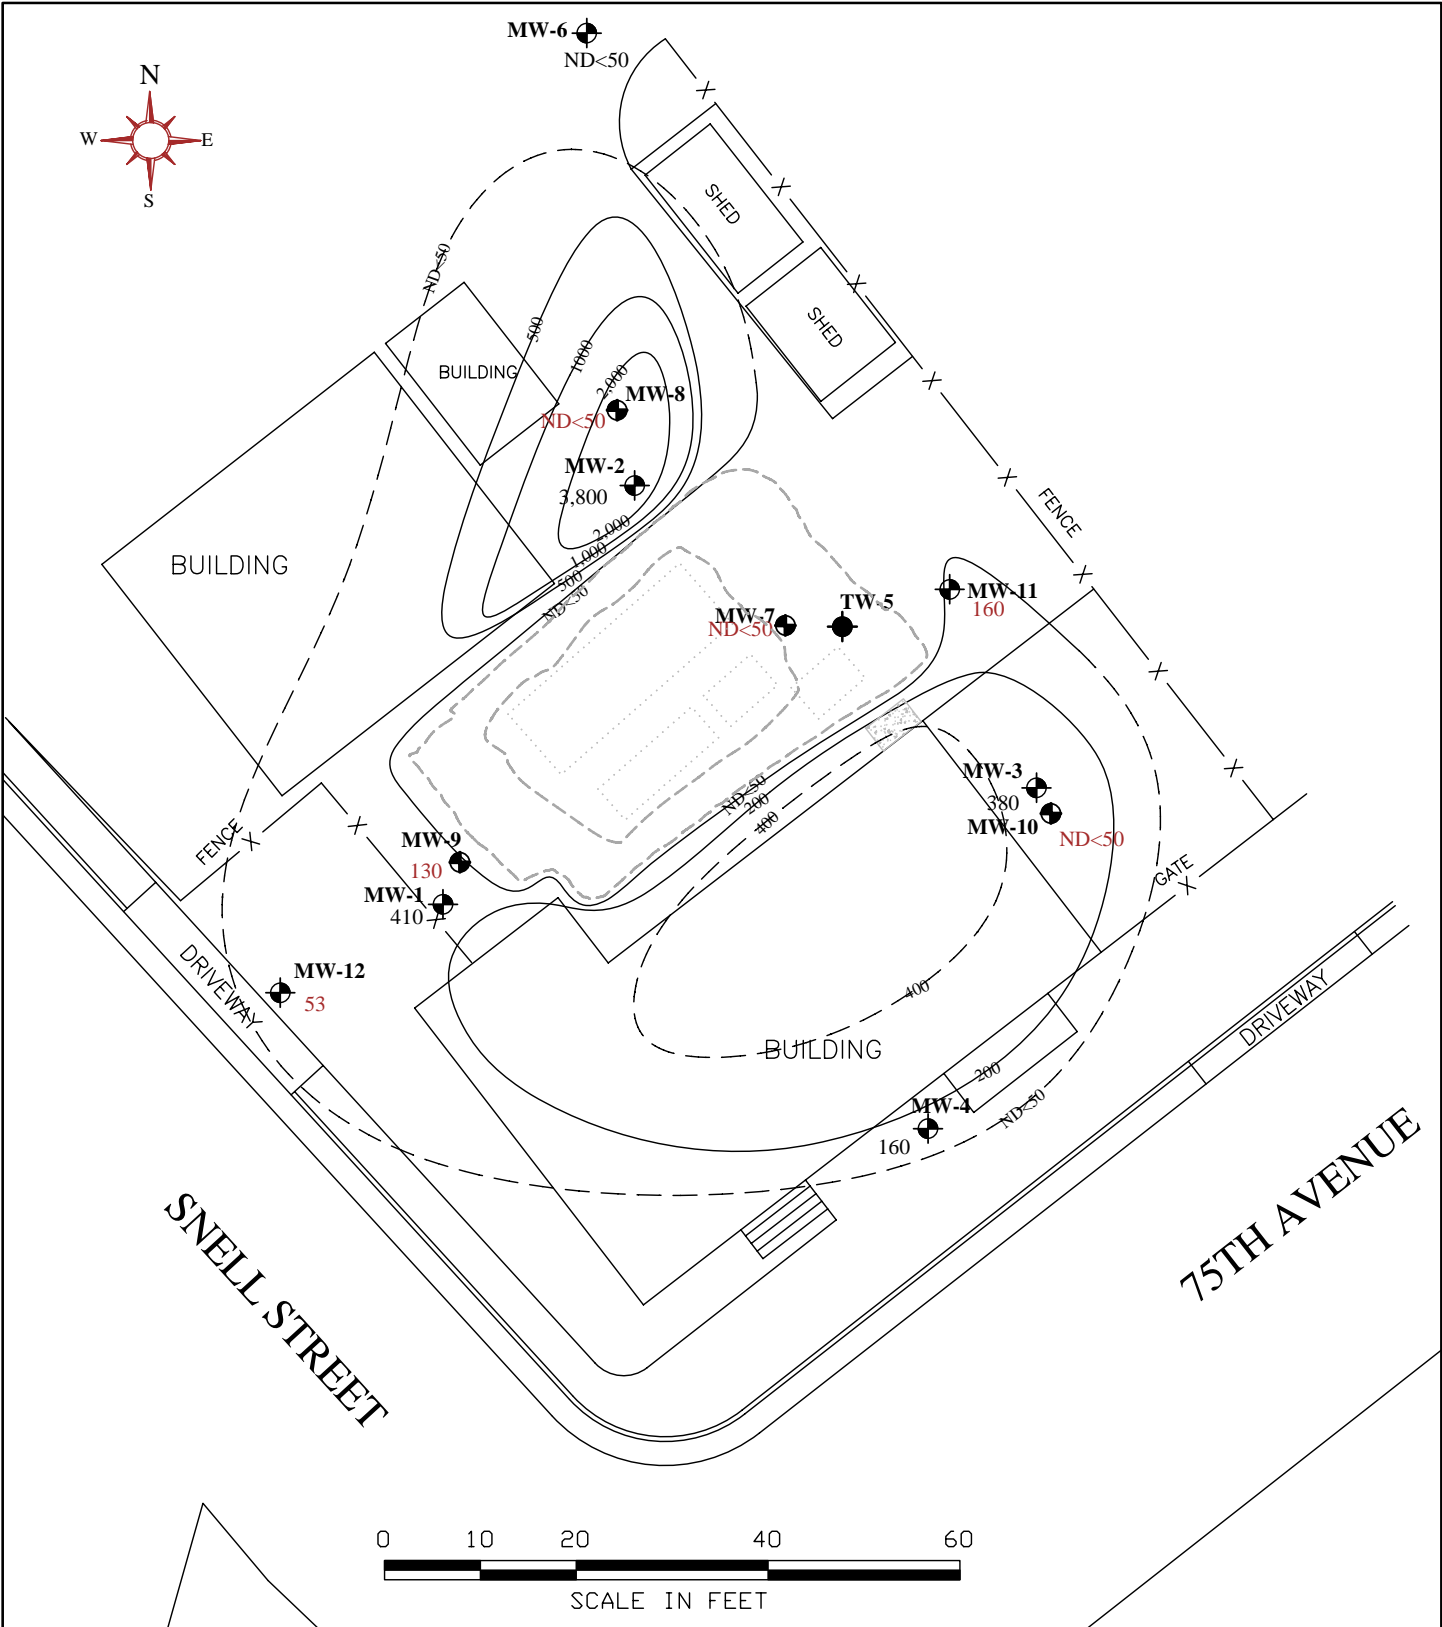 MW-6
ND<50
N
W
E
S
SHED
ND<50
SHED
500
1000
BUILDING
2,000
MW-8
ND<50
MW-2
3,800
FENCE
2,000
1,000
500
ND<50
BUILDING
MW-11
160
TW-5
MW-7
ND<50
MW-3
380
ND<50
200
400
MW-10
ND<50
FENCE
MW-9
130
GATE
MW-1
410
MW-12
53
DRIVEWAY
400
DRIVEWAY
BUILDING
200
ND<50
MW-4
160
SNELL STREET
75TH AVENUE
0 10 20 40 60
SCALE IN FEET